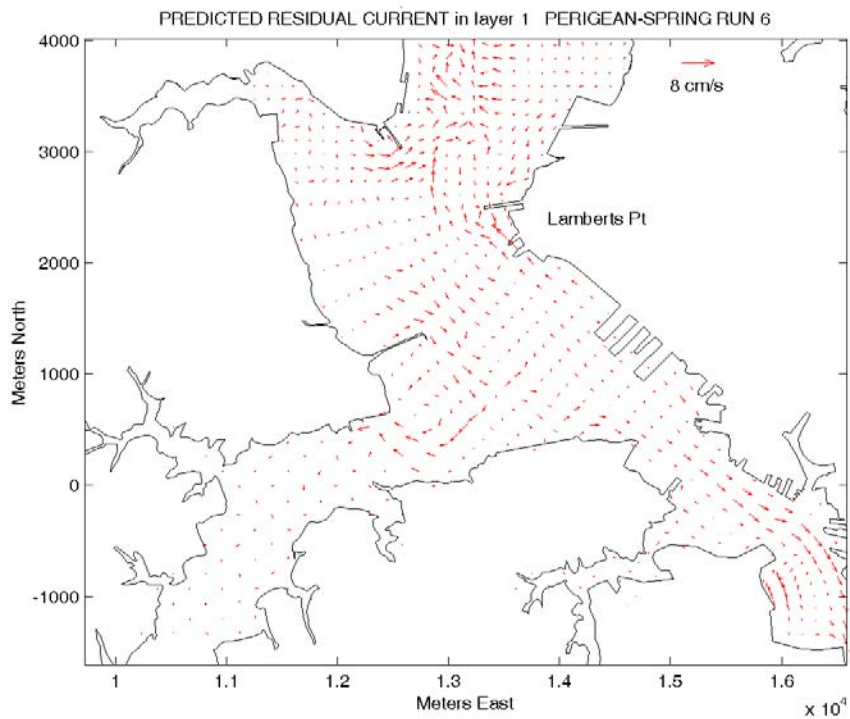 PREDICTED RESIDUAL CURRENT in layer 1 PERIGEAN-SPRING RUN 6
4000
8 cm/s
3000
Lamberts Pt
2000
Meters North
1000
0
-1000
1 1.1 1.2 1.3 1.4 1.5 1.6
Meters East
x 10^4